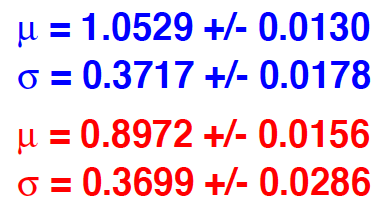 μ = 1.0529 +/- 0.0130
σ = 0.3717 +/- 0.0178
μ = 0.8972 +/- 0.0156
σ = 0.3699 +/- 0.0286